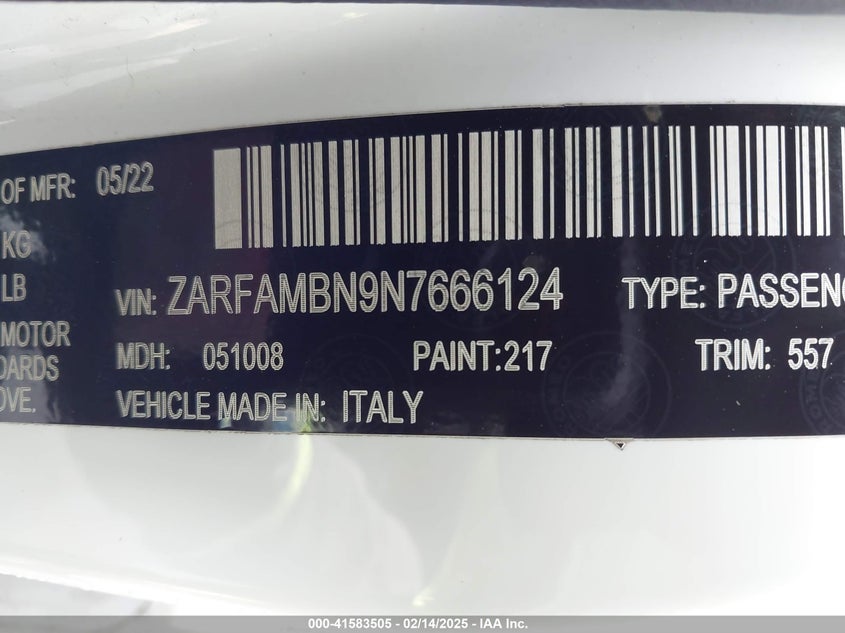 OF MFR: 05/22
KG
LB
VIN: ZARFAMBN9N7666124 TYPE: PASSENG
MOTOR
MDH: 051008 PAINT: 217 TRIM: 557
DARDS
VEHICLE MADE IN: ITALY
OVE.
000-41583505 - 02/14/2025 - IAA Inc.